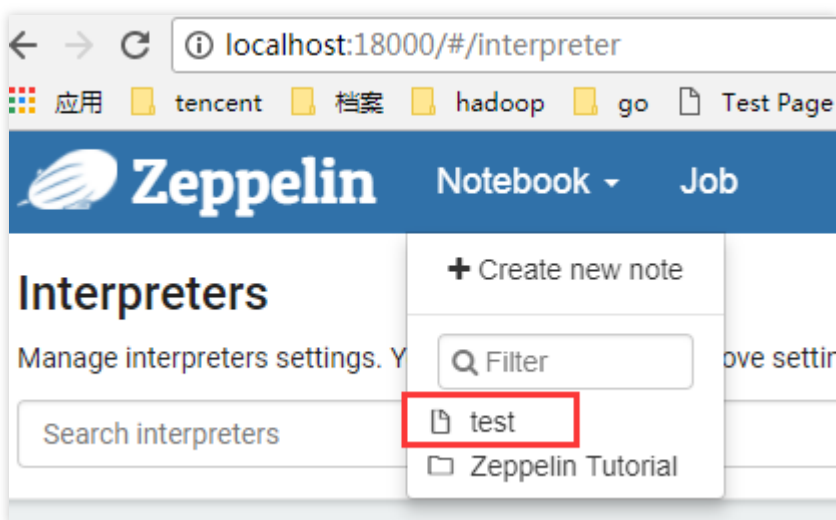 localhost:18000/#/interpreter
应用 tencent 档案 hadoop go Test Page
Zeppelin Notebook Job
+ Create new note
Interpreters
Manage interpreters settings. Y
Filter
ove settin
Search interpreters
test
Zeppelin Tutorial